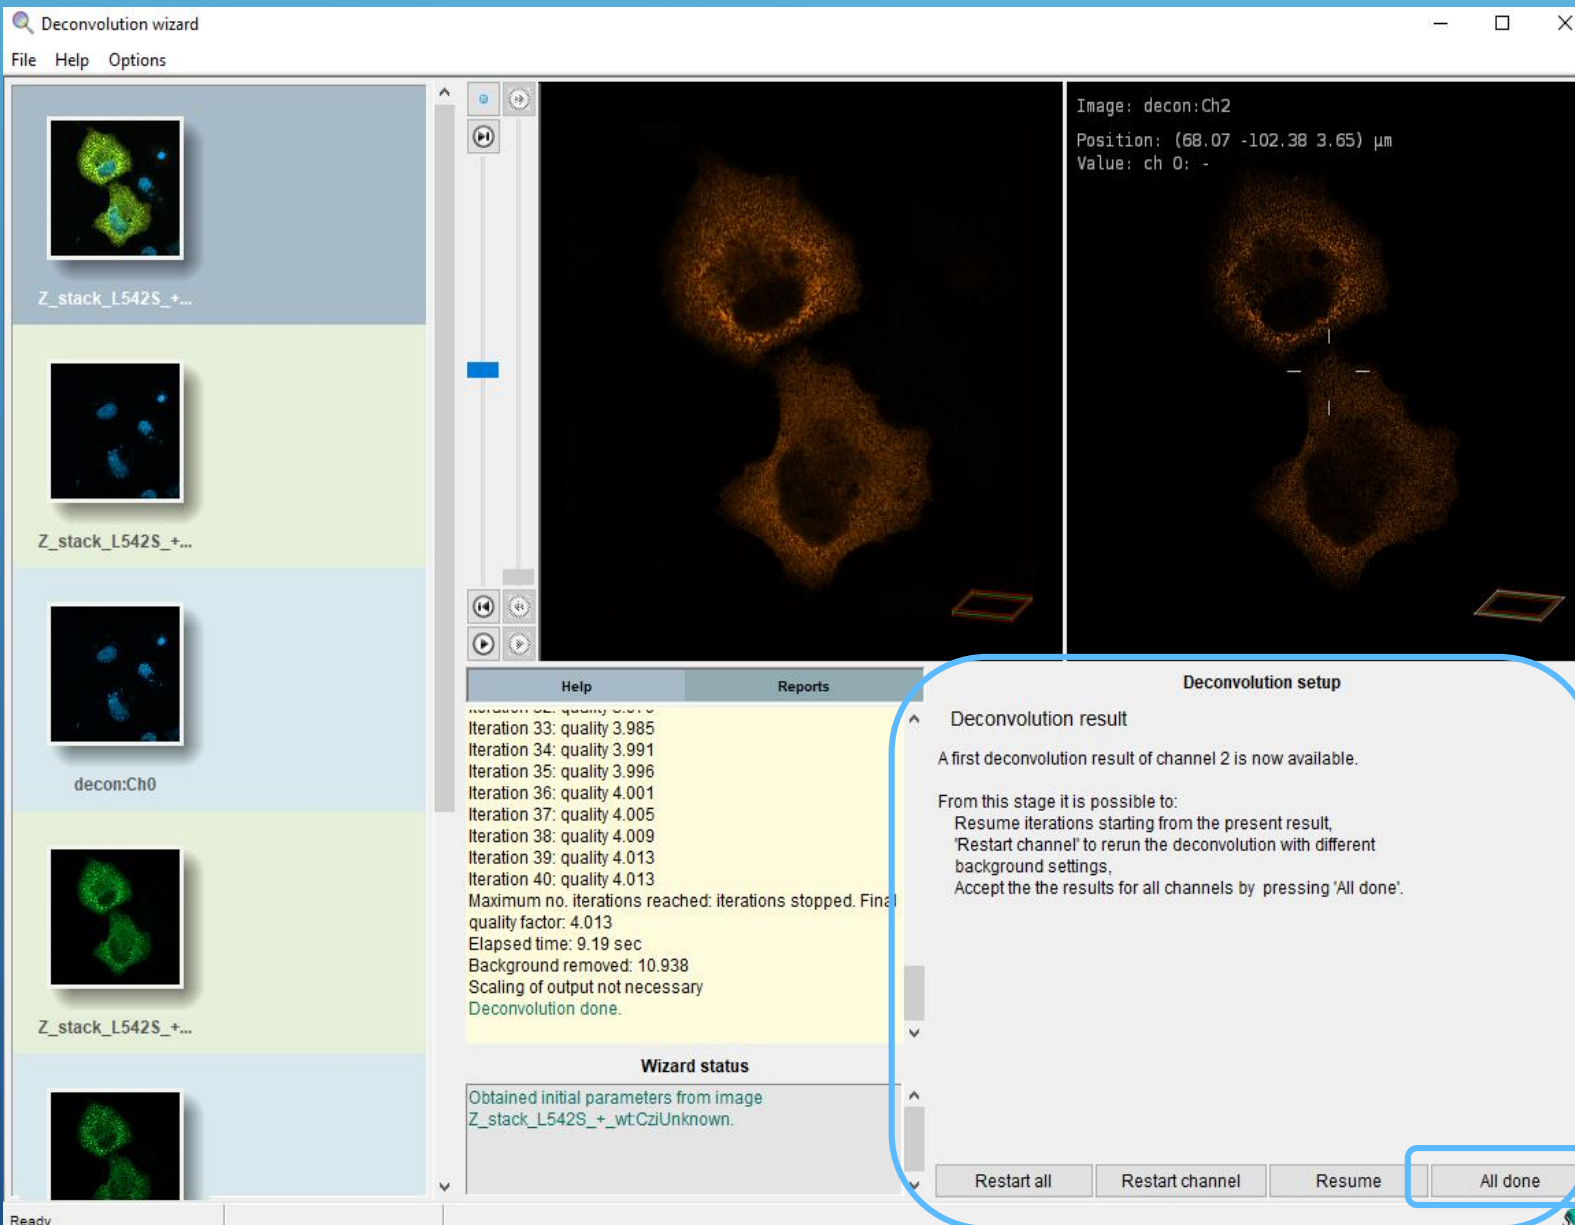 Deconvolution wizard
File Help Options
Z_stack_L542S_+...
Z_stack_L542S_+...
decon:Ch0
Z_stack_L542S_+...
Image: decon:Ch2
Position: (68.07 -102.38 3.65) µm
Value: ch 0: -
Help Reports
Iteration 33: quality 3.985
Iteration 34: quality 3.991
Iteration 35: quality 3.996
Iteration 36: quality 4.001
Iteration 37: quality 4.005
Iteration 38: quality 4.009
Iteration 39: quality 4.013
Iteration 40: quality 4.013
Maximum no. iterations reached: iterations stopped. Final
quality factor: 4.013
Elapsed time: 9.19 sec
Background removed: 10.938
Scaling of output not necessary
Deconvolution done.
Wizard status
Obtained initial parameters from image
Z_stack_L542S_+_wt:CziUnknown.
Deconvolution setup
Deconvolution result
A first deconvolution result of channel 2 is now available.
From this stage it is possible to:
Resume iterations starting from the present result,
'Restart channel' to rerun the deconvolution with different
background settings,
Accept the the results for all channels by pressing 'All done'.
Restart all Restart channel Resume All done
Ready